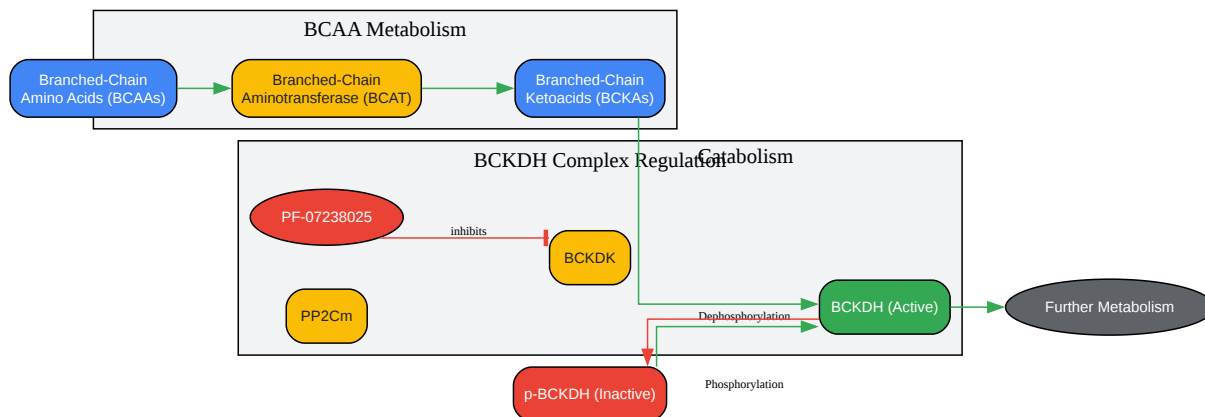 BCAA Metabolism
Branched-Chain
Amino Acids (BCAAs)
Branched-Chain
Aminotransferase (BCAT)
Branched-Chain
Ketoacids (BCKAs)
BCKDH Complex Regulation
Catabolism
PF-07238025
inhibits
BCKDK
PP2Cm
BCKDH (Active)
Further Metabolism
Dephosphorylation
p-BCKDH (Inactive)
Phosphorylation